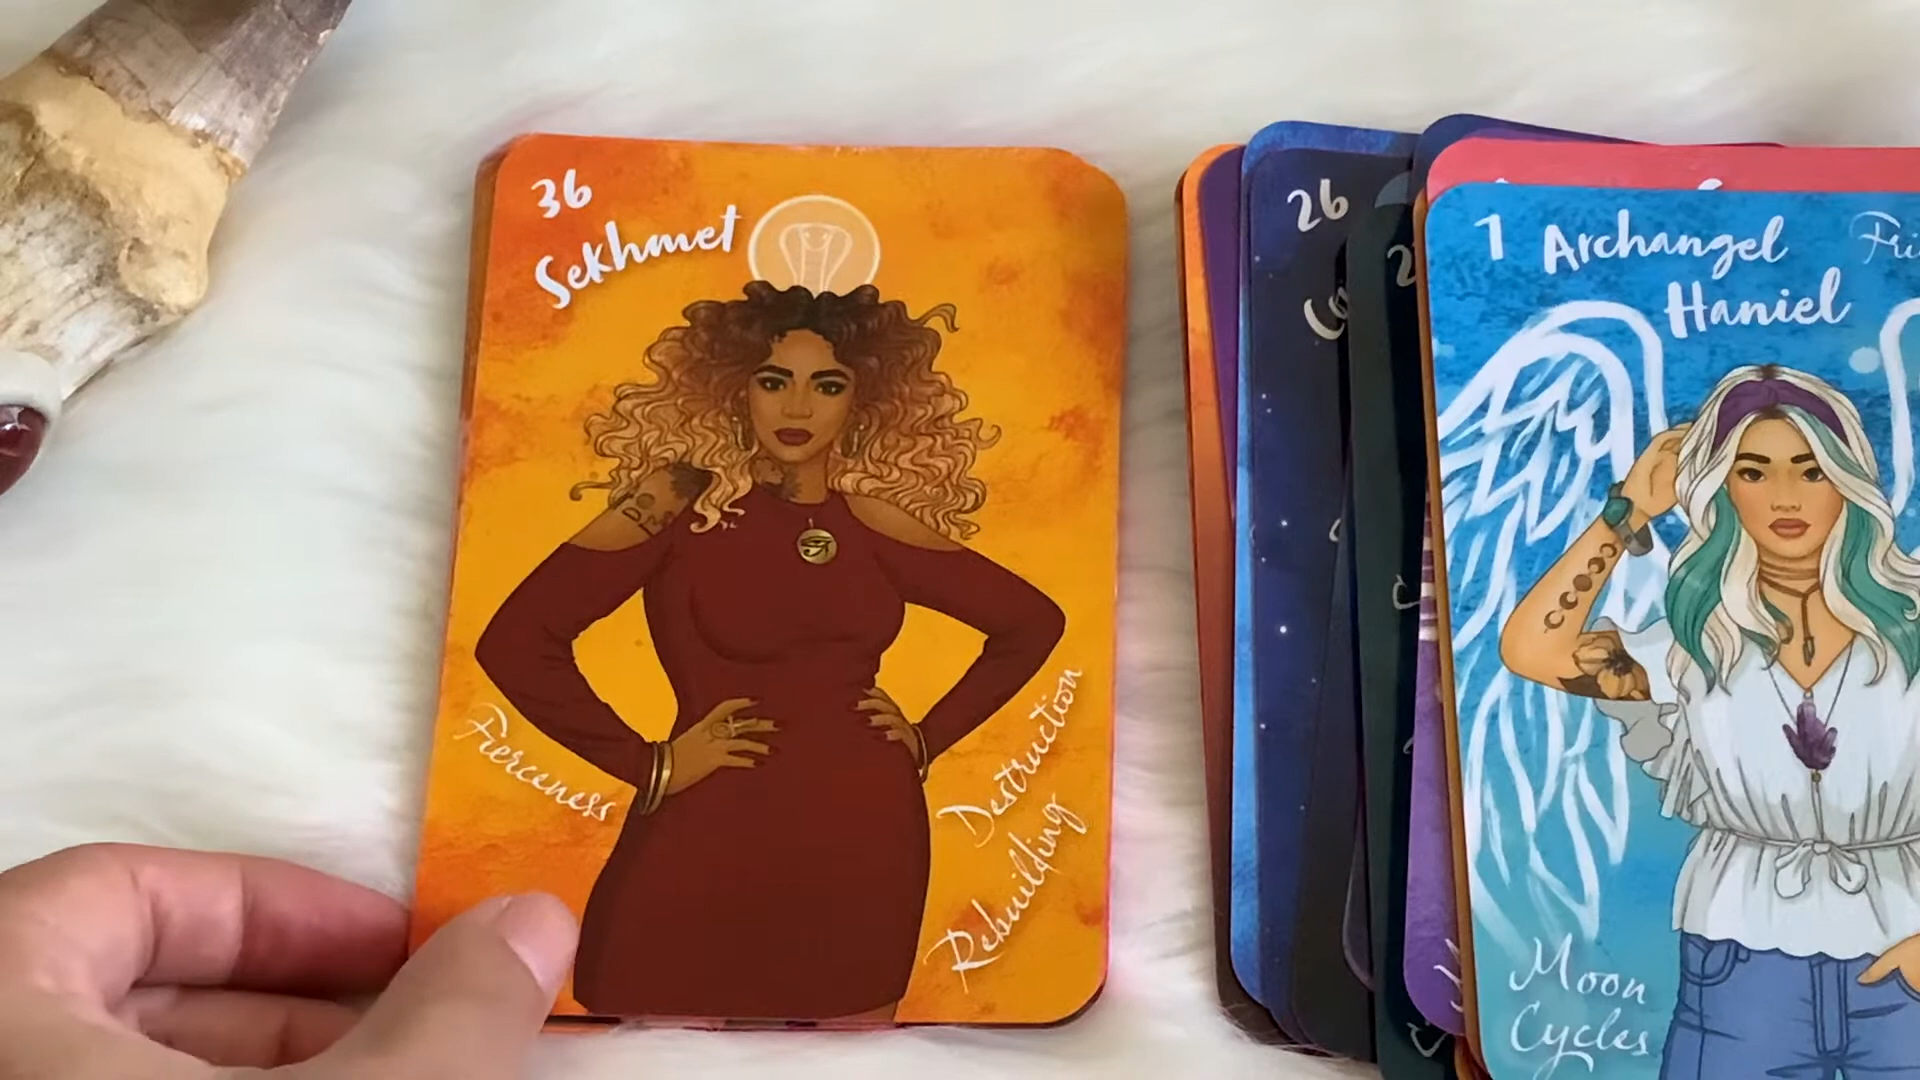 36
Sekhmet
Fierceness
Destruction
Rebuilding
26
1
Archangel
Haniel
Moon
Cycles